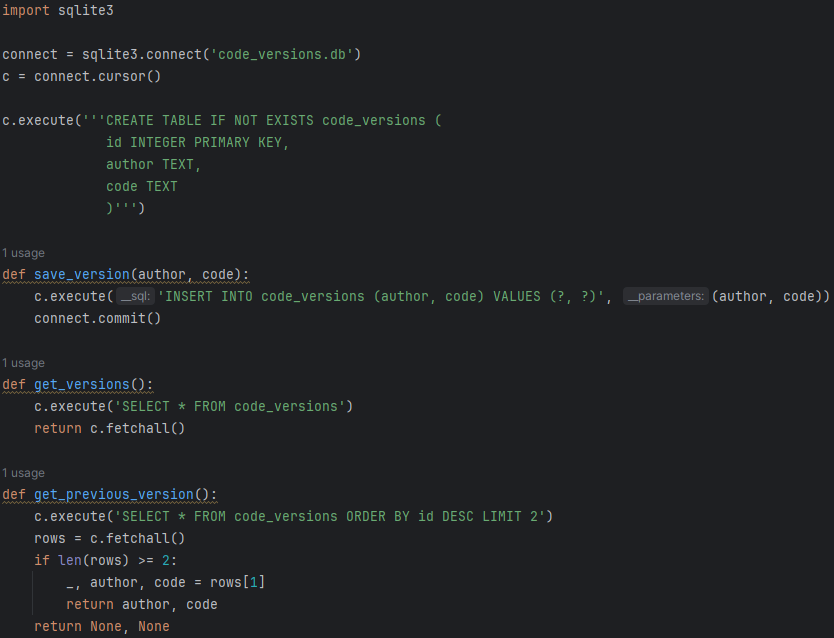 import sqlite3
connect = sqlite3.connect('code_versions.db')
c = connect.cursor()
c.execute('''CREATE TABLE IF NOT EXISTS code_versions (
id INTEGER PRIMARY KEY,
author TEXT,
code TEXT
)''')
1 usage
def save_version(author, code):
c.execute( __sql: 'INSERT INTO code_versions (author, code) VALUES (?, ?)', __parameters: (author, code))
connect.commit()
1 usage
def get_versions():
c.execute('SELECT * FROM code_versions')
return c.fetchall()
1 usage
def get_previous_version():
c.execute('SELECT * FROM code_versions ORDER BY id DESC LIMIT 2')
rows = c.fetchall()
if len(rows) >= 2:
_, author, code = rows[1]
return author, code
return None, None